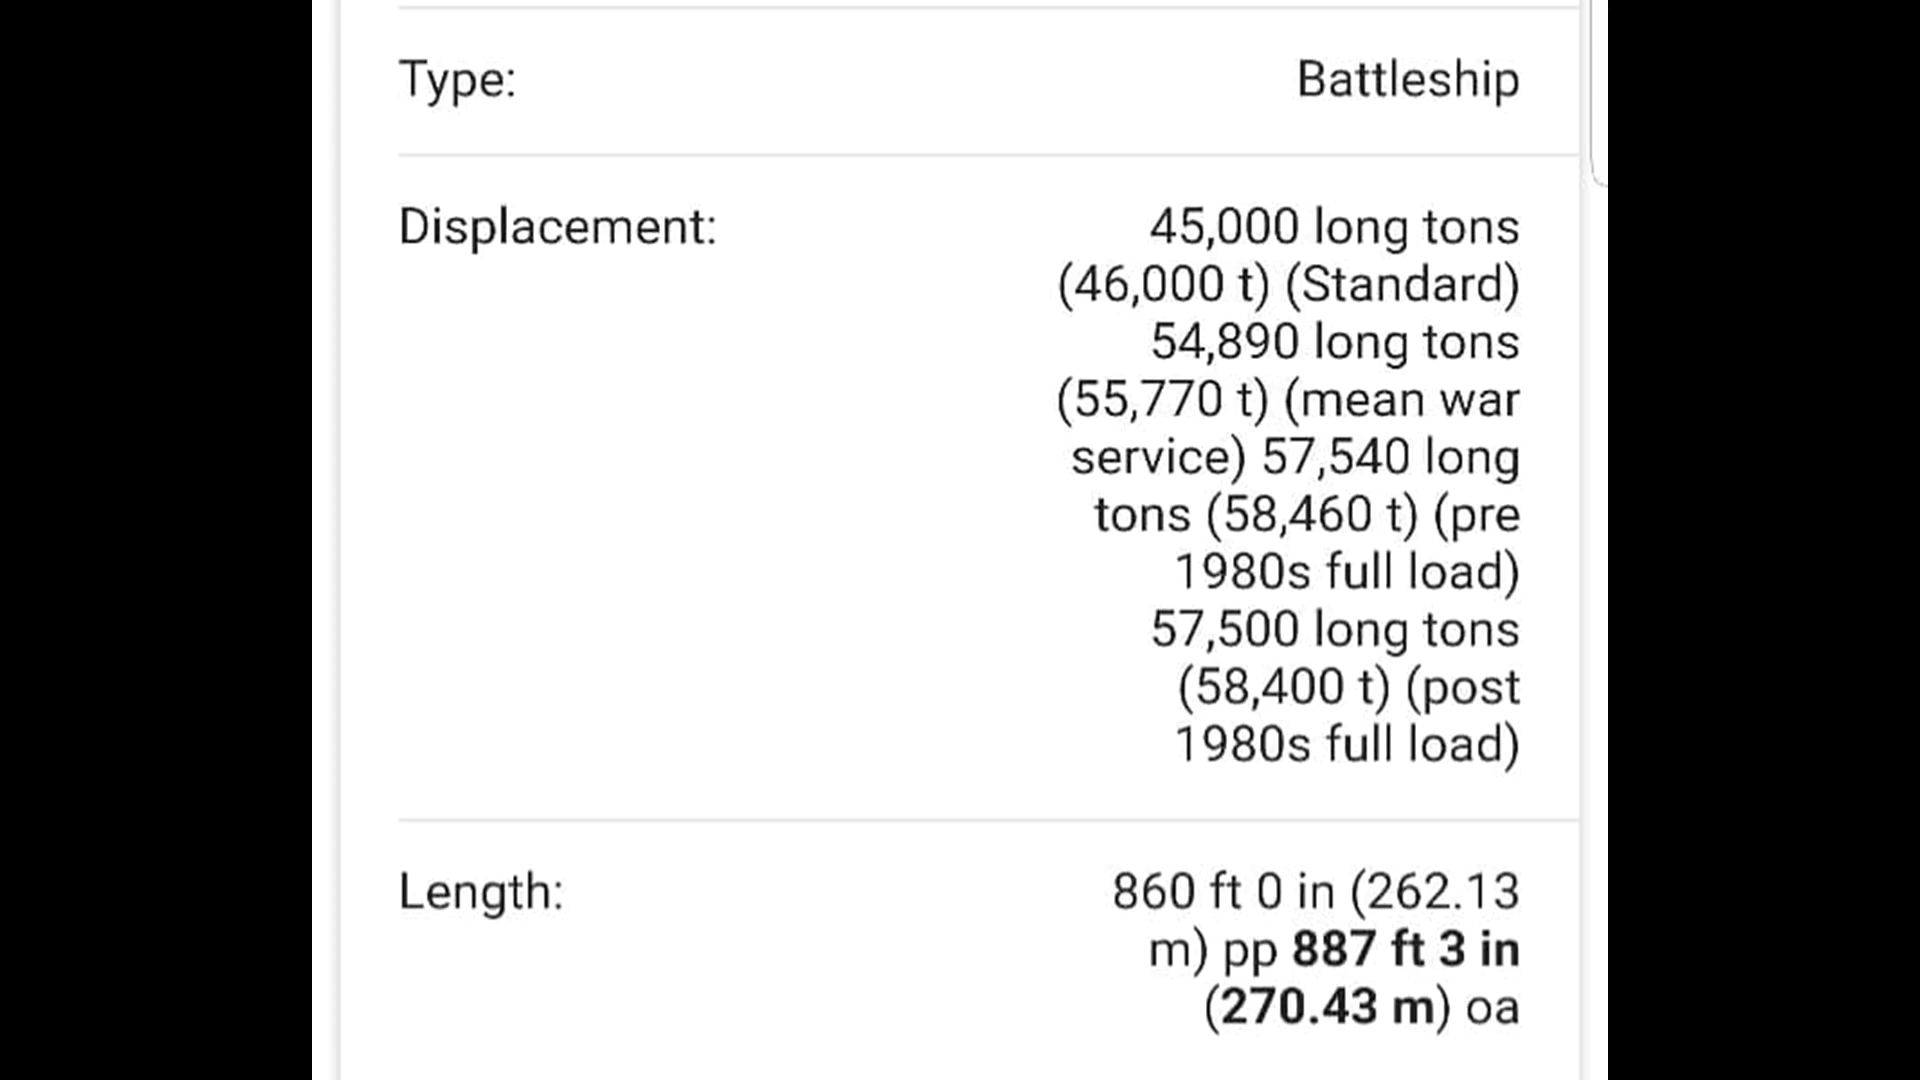 Type: Battleship
Displacement: 45,000 long tons
(46,000 t) (Standard)
54,890 long tons
(55,770 t) (mean war
service) 57,540 long
tons (58,460 t) (pre
1980s full load)
57,500 long tons
(58,400 t) (post
1980s full load)
Length: 860 ft 0 in (262.13
m) pp 887 ft 3 in
(270.43 m) oa